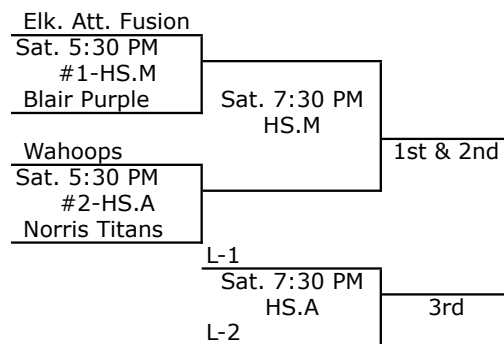 Elk. Att. Fusion
Sat. 5:30 PM
#1-HS.M
Blair Purple
Sat. 7:30 PM
HS.M
Wahoops
1st & 2nd
Sat. 5:30 PM
#2-HS.A
Norris Titans
L-1
Sat. 7:30 PM
HS.A
3rd
L-2